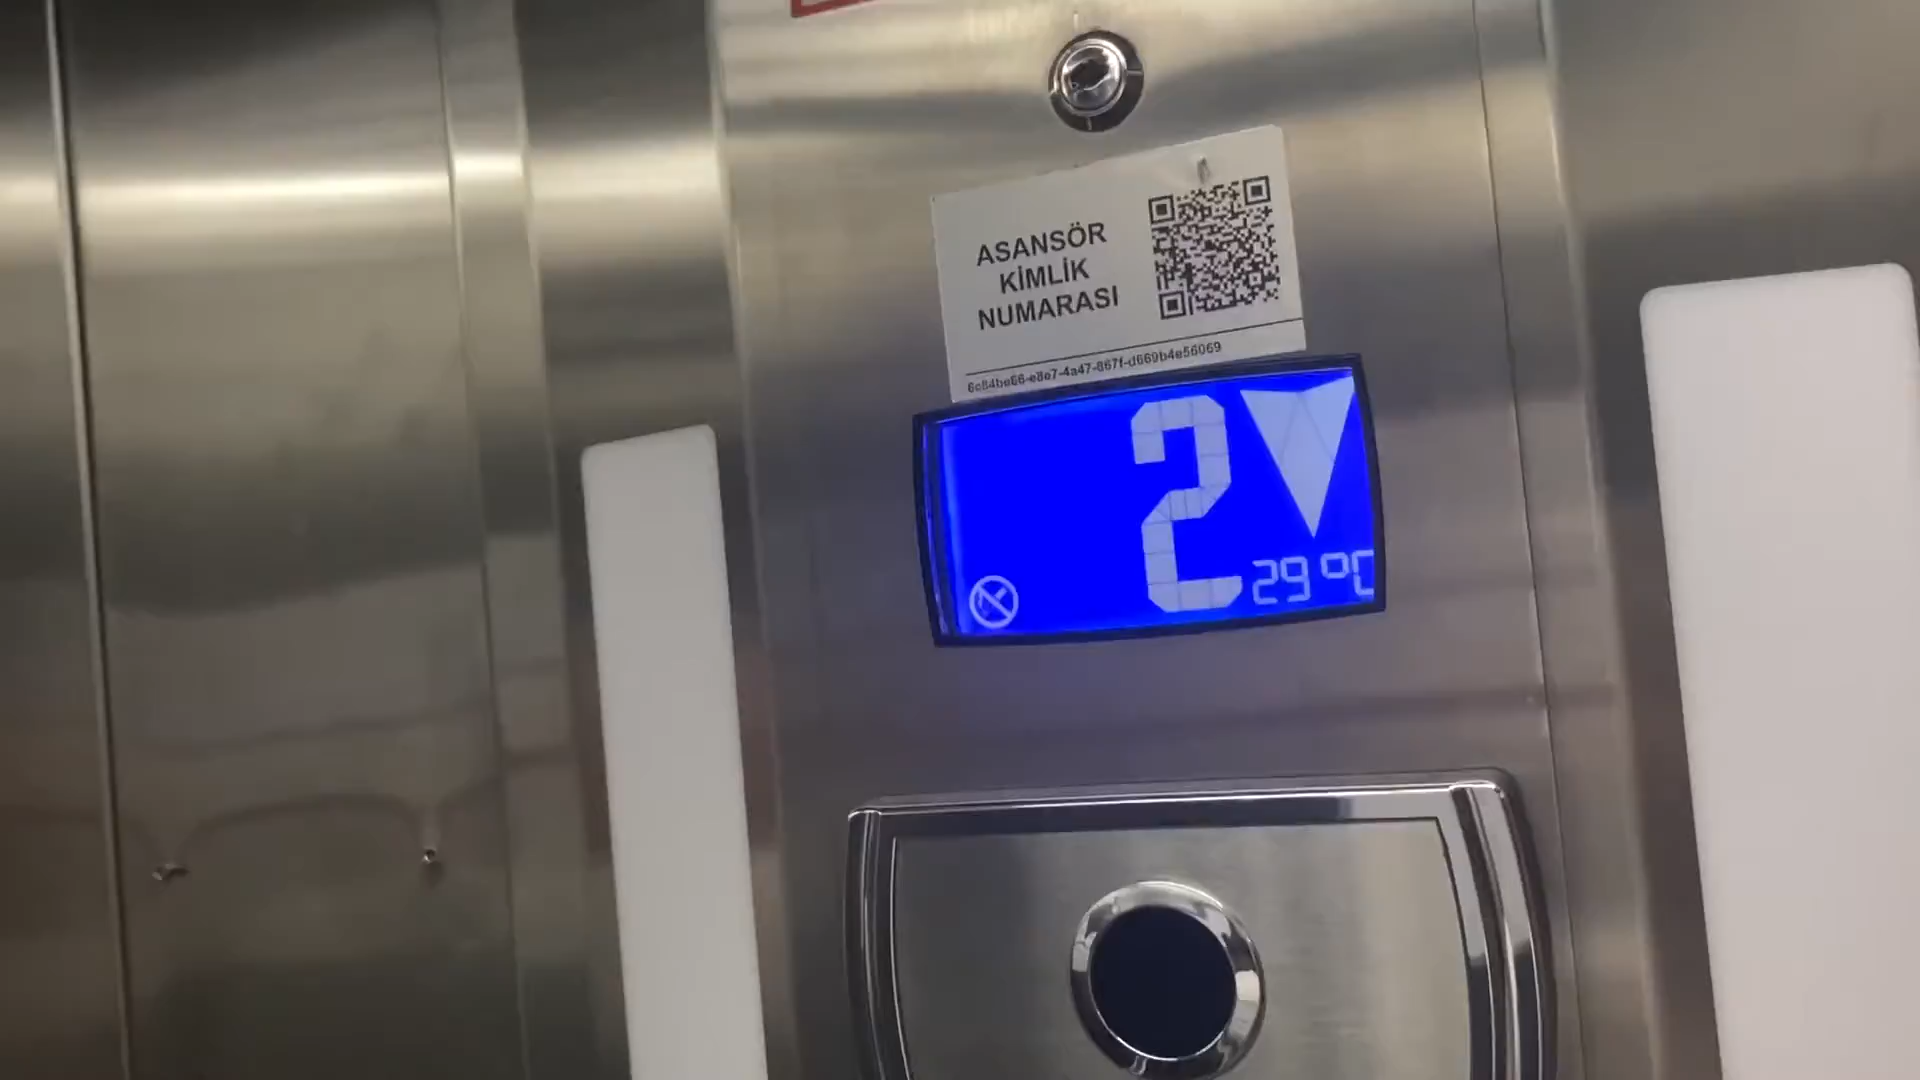 ASANSÖR
KİMLİK
NUMARASI
6c84be66-e8e7-4a47-867f-d669b4e56069
2
29 °C